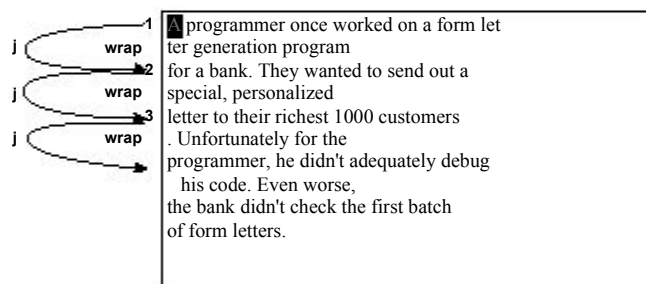 1 A programmer once worked on a form let
j wrap ter generation program
2 for a bank. They wanted to send out a
j wrap special, personalized
3 letter to their richest 1000 customers
j wrap . Unfortunately for the
programmer, he didn't adequately debug
his code. Even worse,
the bank didn't check the first batch
of form letters.